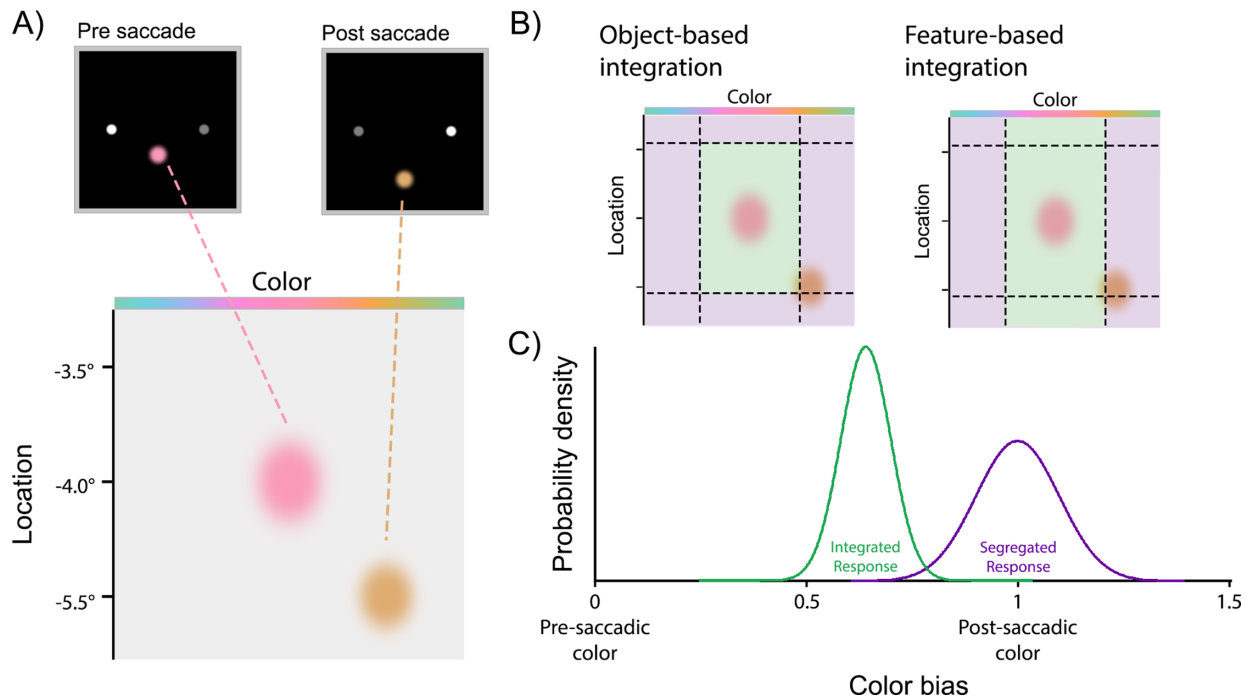 A)
Pre saccade
Post saccade
Color
-3.5°
-4.0°
-5.5°
Location
B)
Object-based
integration
Feature-based
integration
Color
Color
Location
Location
C)
Probability density
Integrated
Response
Segregated
Response
0
0.5
1
1.5
Pre-saccadic
color
Post-saccadic
color
Color bias